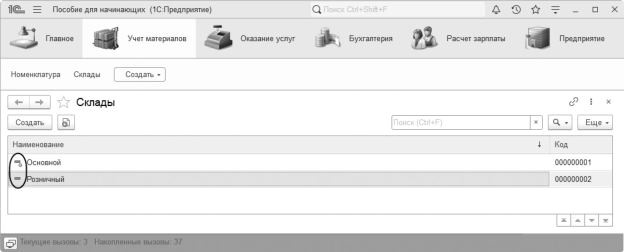 1С Пособие для начинающих (1С:Предприятие) Поиск Ctrl+Shift+F
Главное Учет материалов Оказание услуг Бухгалтерия Расчет зарплаты Предприятие
Номенклатура Склады Создать
Склады
Создать Поиск (Ctrl+F) × Еще
Наименование ↓ Код
Основной 000000001
Розничный 000000002
Текущие вызовы: 3 Накопленные вызовы: 37